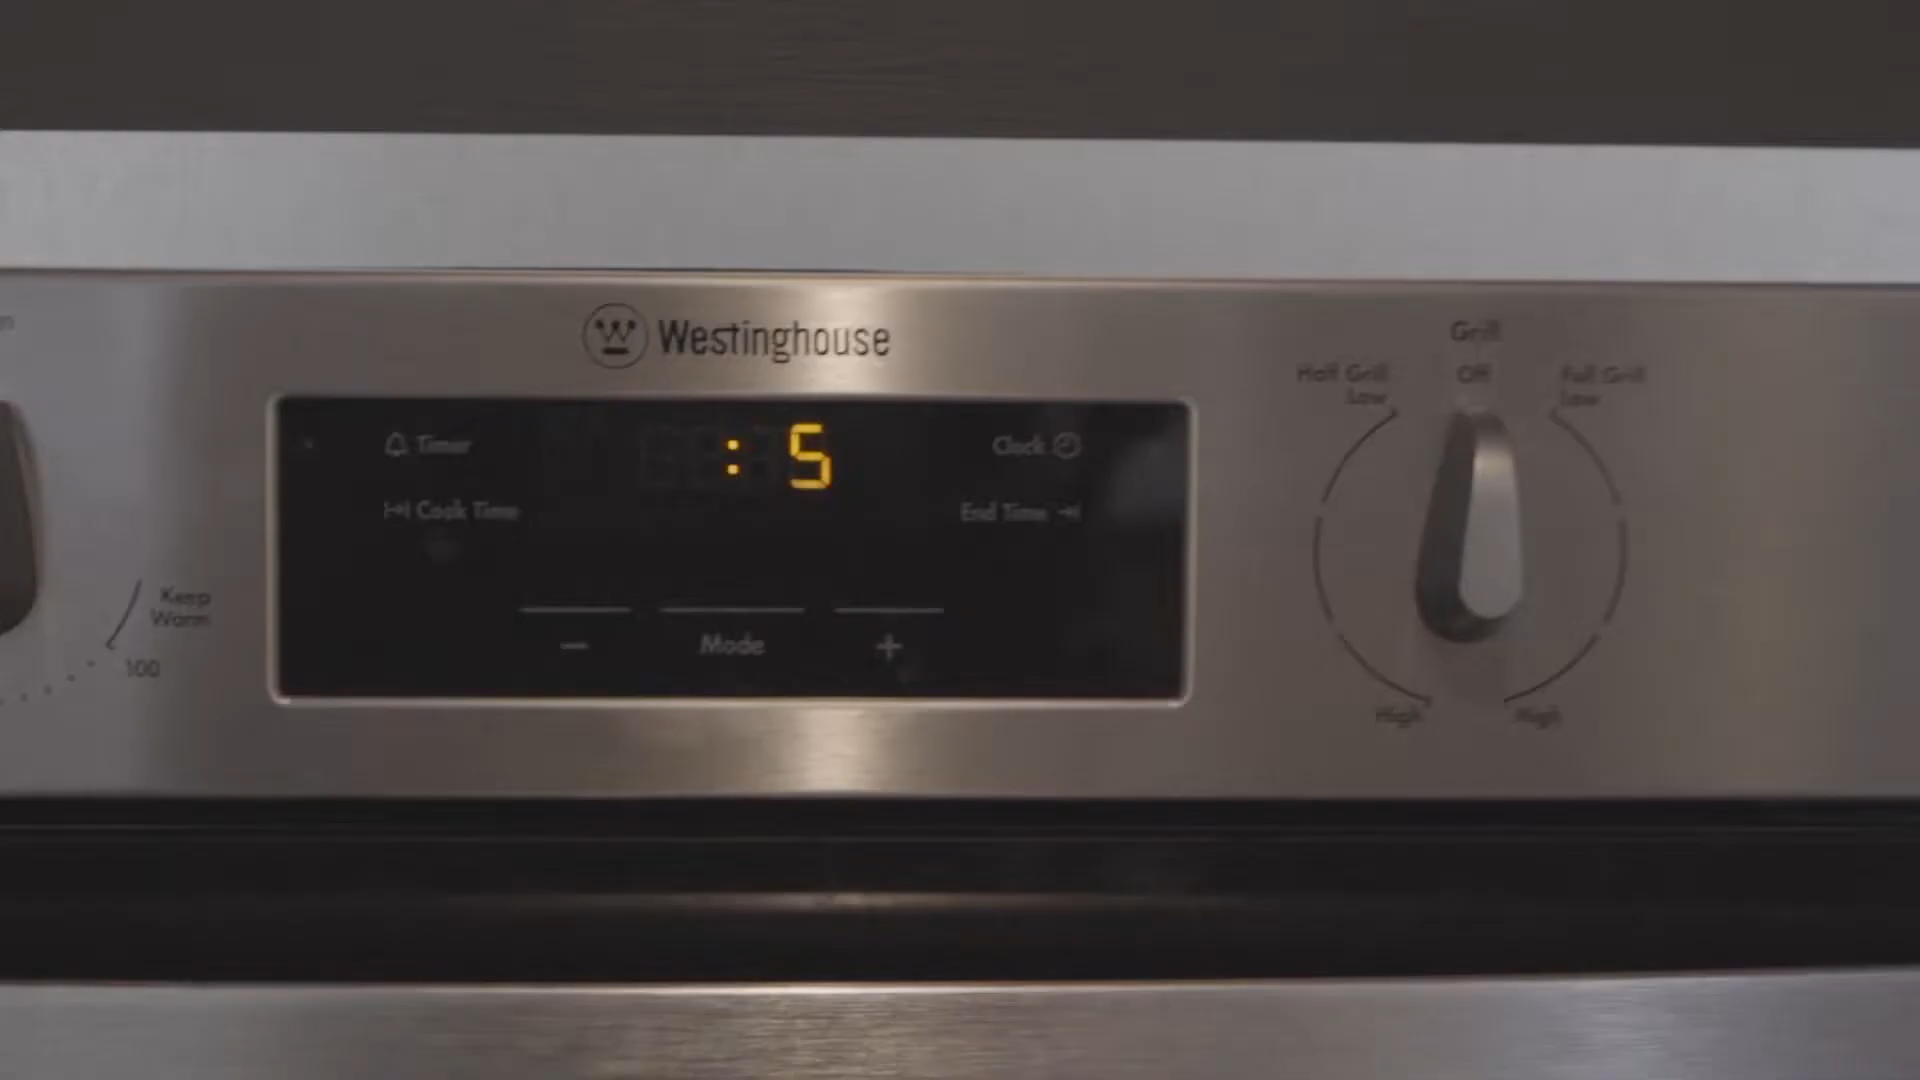 Westinghouse
Grill
Half Grill
Low
Off
Full Grill
Low
Timer
: 5
Clock
Cook Time
End Time
Keep
Warm
100
− Mode +
High
High